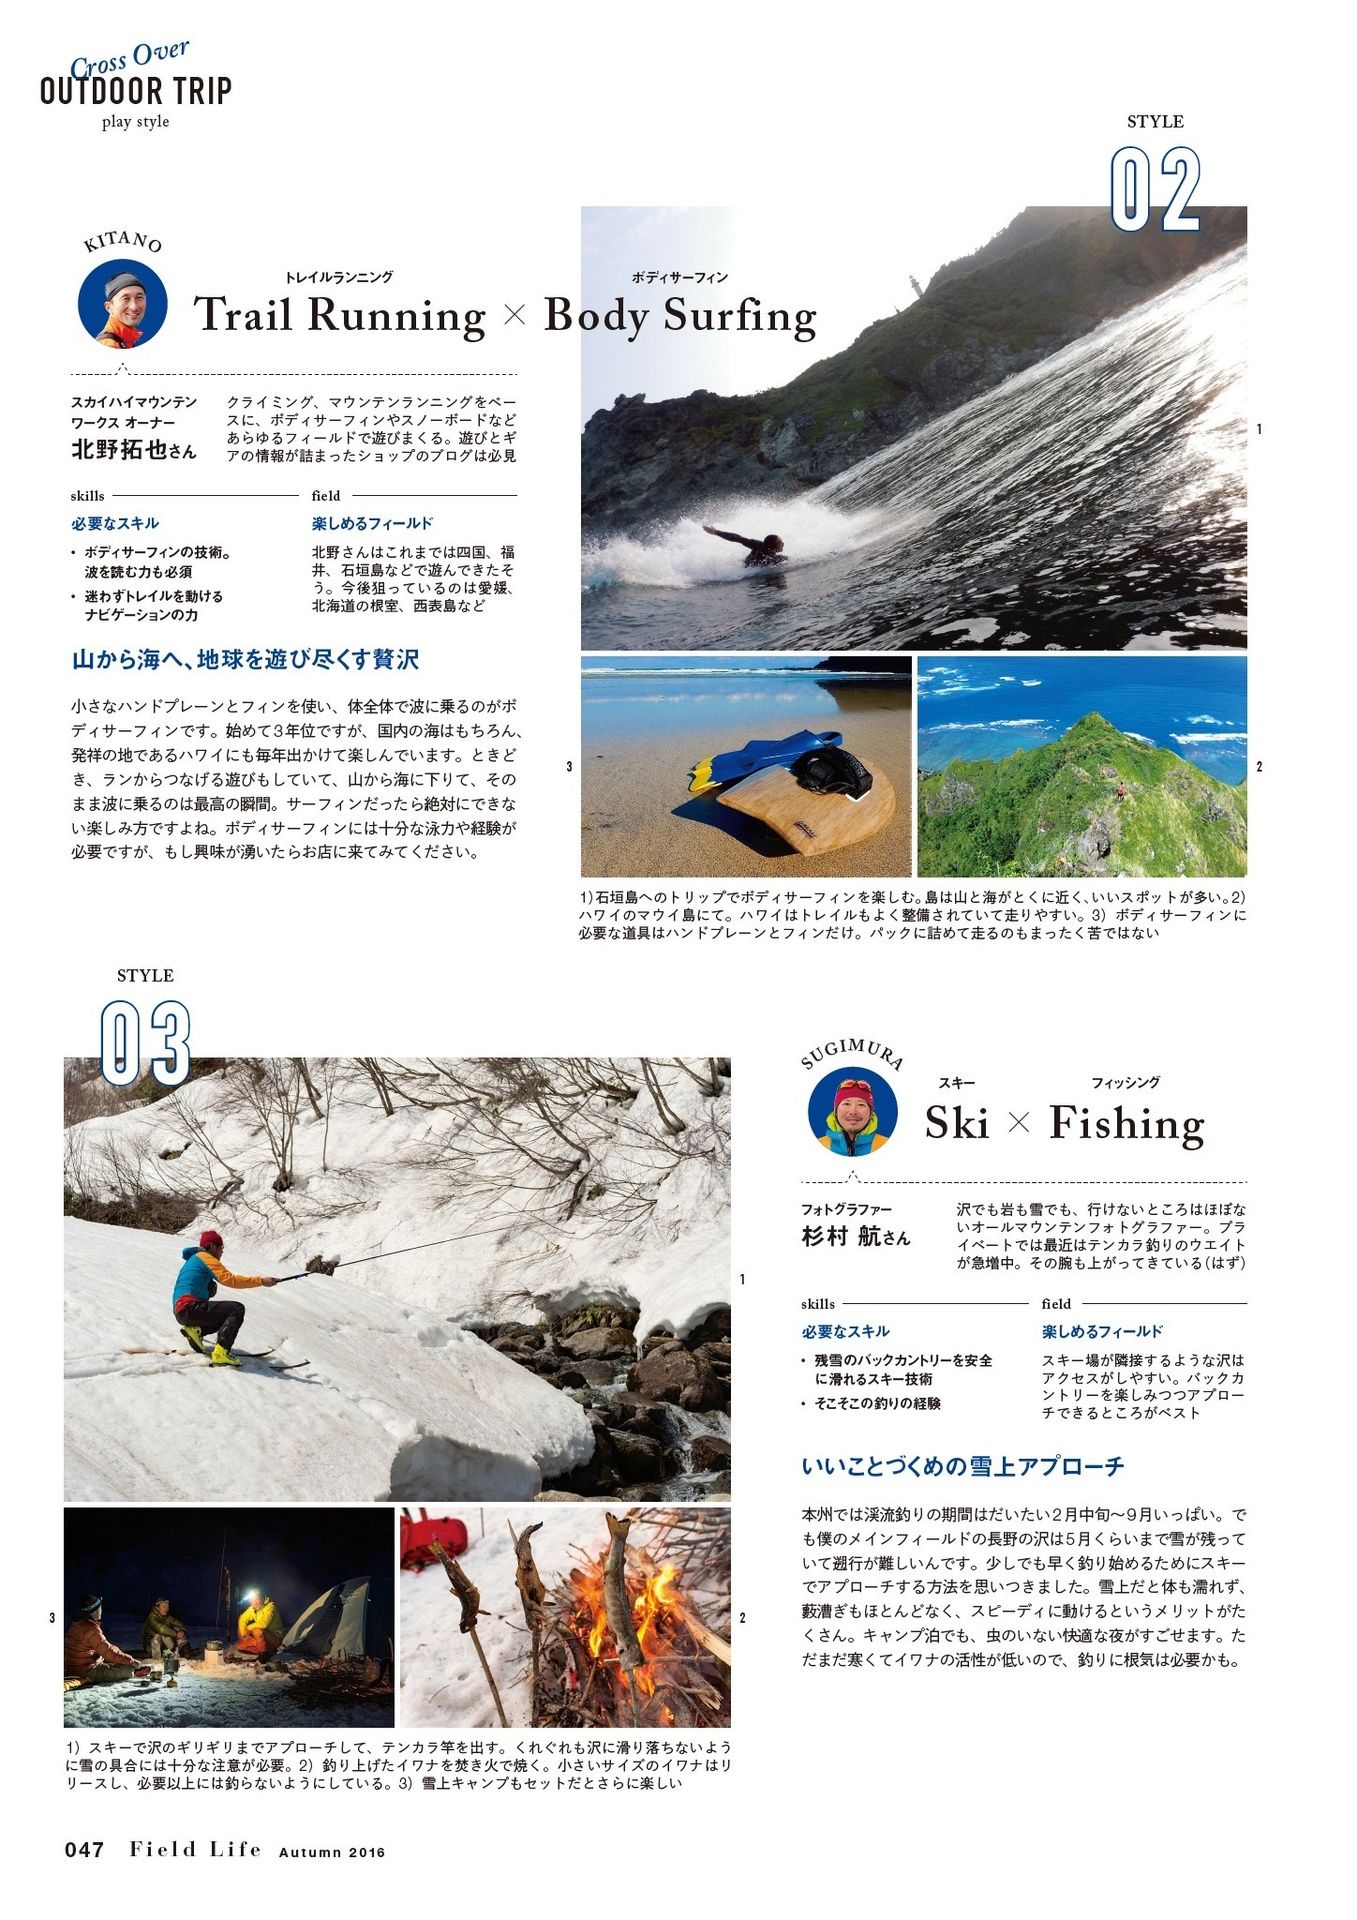 Cross Over
OUTDOOR TRIP
play style
STYLE
02
KITANO
トレイルランニング
ボディサーフィン
Trail Running × Body Surfing
スカイハイマウンテン
ワークス オーナー
北野拓也さん
クライミング、マウンテンランニングをベー
スに、ボディサーフィンやスノーボードなど
あらゆるフィールドで遊びまくる。遊びとギ
アの情報が詰まったショップのブログは必見
skills
必要なスキル
・ ボディサーフィンの技術。
波を読む力も必須
・ 迷わずトレイルを動ける
ナビゲーションの力
field
楽しめるフィールド
北野さんはこれまでは四国、福
井、石垣島などで遊んできたそ
う。今後狙っているのは愛媛、
北海道の根室、西表島など
山から海へ、地球を遊び尽くす贅沢
小さなハンドプレーンとフィンを使い、体全体で波に乗るのがボ
ディサーフィンです。始めて3年位ですが、国内の海はもちろん、
発祥の地であるハワイにも毎年出かけて楽しんでいます。ときど
き、ランからつなげる遊びもしていて、山から海に下りて、その
まま波に乗るのは最高の瞬間。サーフィンだったら絶対にできな
い楽しみ方ですよね。ボディサーフィンには十分な泳力や経験が
必要ですが、もし興味が湧いたらお店に来てみてください。
1
3
2
1)石垣島へのトリップでボディサーフィンを楽しむ。島は山と海がとくに近く、いいスポットが多い。2)
ハワイのマウイ島にて。ハワイはトレイルもよく整備されていて走りやすい。3) ボディサーフィンに
必要な道具はハンドプレーンとフィンだけ。パックに詰めて走るのもまったく苦ではない
STYLE
03
1
3
2
1) スキーで沢のギリギリまでアプローチして、テンカラ竿を出す。くれぐれも沢に滑り落ちないよう
に雪の具合には十分な注意が必要。2) 釣り上げたイワナを焚き火で焼く。小さいサイズのイワナはリ
リースし、必要以上には釣らないようにしている。3) 雪上キャンプもセットだとさらに楽しい
SUGIMURA
スキー
フィッシング
Ski × Fishing
フォトグラファー
杉村 航さん
沢でも岩も雪でも、行けないところはほぼな
いオールマウンテンフォトグラファー。プラ
イベートでは最近はテンカラ釣りのウエイト
が急増中。その腕も上がってきている(はず)
skills
必要なスキル
・ 残雪のバックカントリーを安全
に滑れるスキー技術
・ そこそこの釣りの経験
field
楽しめるフィールド
スキー場が隣接するような沢は
アクセスがしやすい。バックカ
ントリーを楽しみつつアプロー
チできるところがベスト
いいことづくめの雪上アプローチ
本州では渓流釣りの期間はだいたい2月中旬〜9月いっぱい。で
も僕のメインフィールドの長野の沢は5月くらいまで雪が残って
いて遡行が難しいんです。少しでも早く釣り始めるためにスキー
でアプローチする方法を思いつきました。雪上だと体も濡れず、
藪漕ぎもほとんどなく、スピーディに動けるというメリットがた
くさん。キャンプ泊でも、虫のいない快適な夜がすごせます。た
だまだ寒くてイワナの活性が低いので、釣りに根気は必要かも。
047 Field Life Autumn 2016